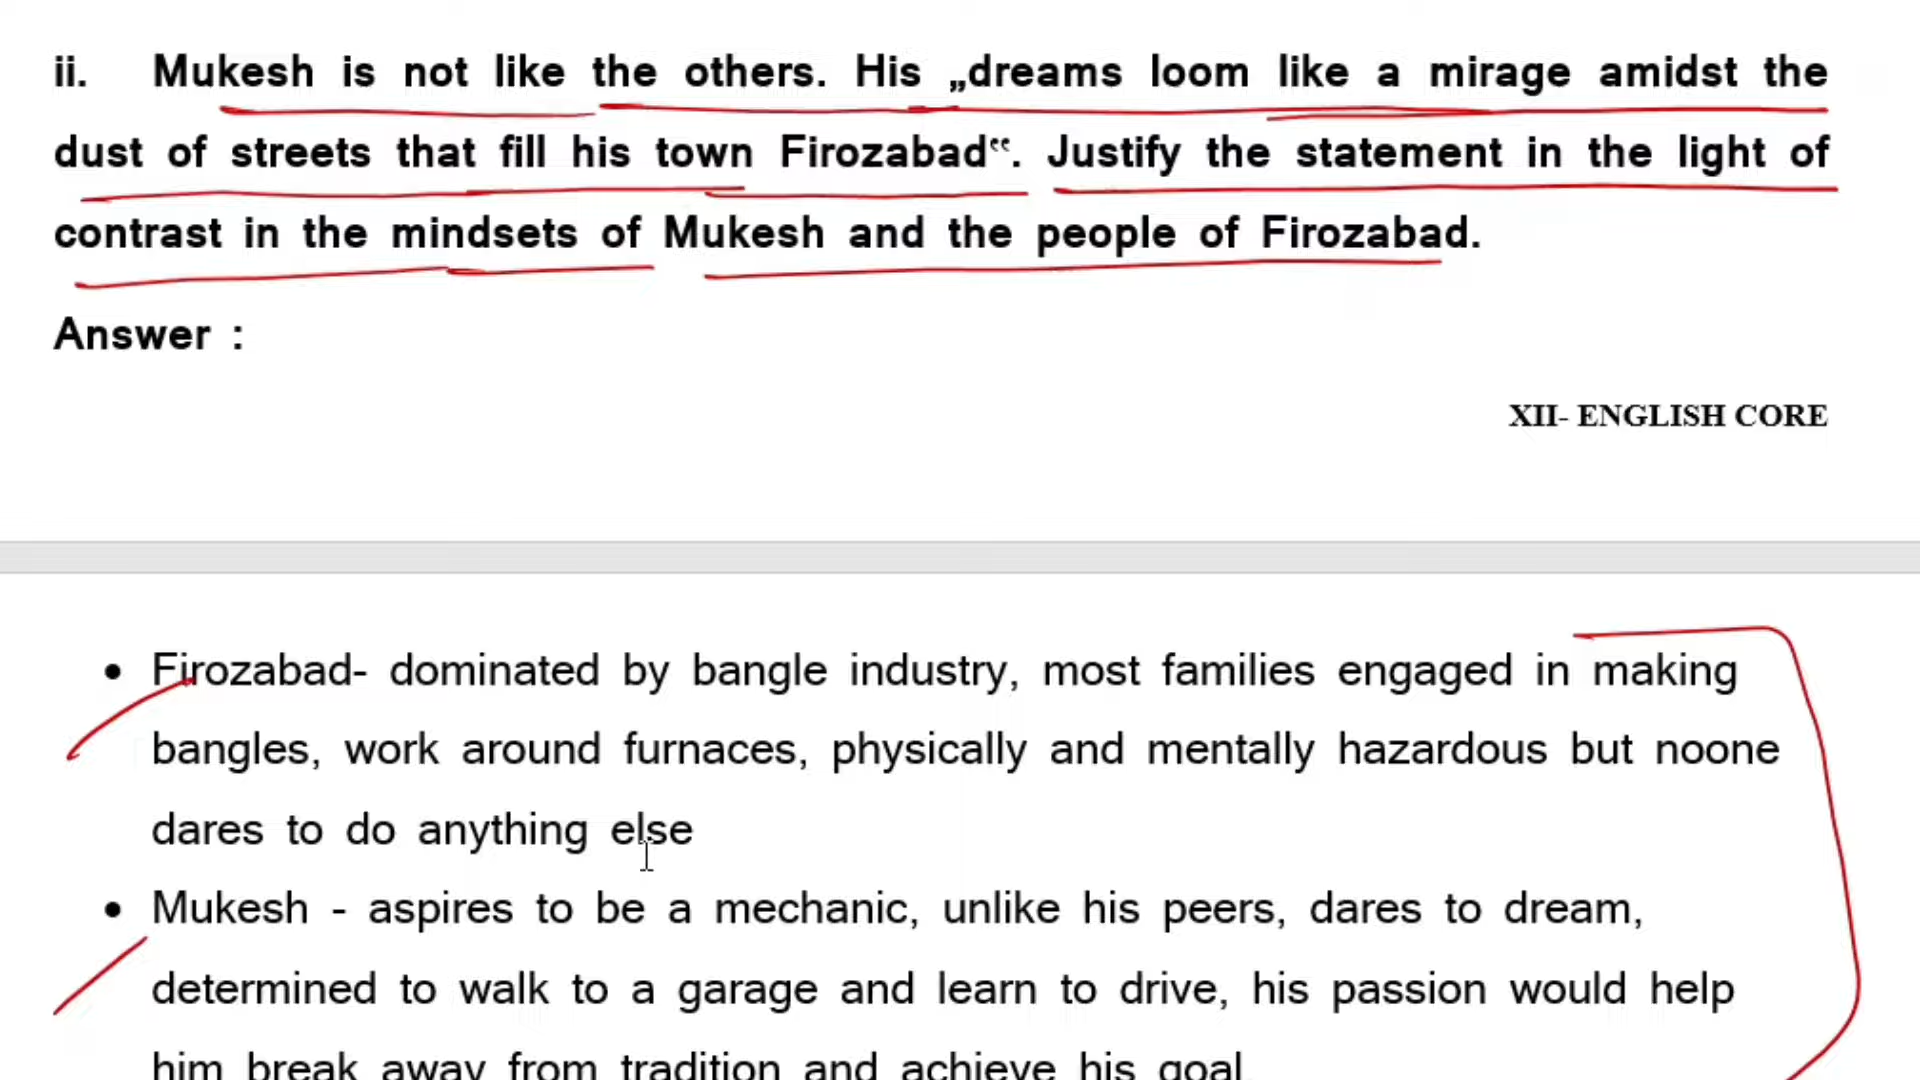 ii. Mukesh is not like the others. His „dreams loom like a mirage amidst the
dust of streets that fill his town Firozabad‟. Justify the statement in the light of
contrast in the mindsets of Mukesh and the people of Firozabad.
Answer :
XII- ENGLISH CORE
• Firozabad- dominated by bangle industry, most families engaged in making
bangles, work around furnaces, physically and mentally hazardous but noone
dares to do anything else
• Mukesh - aspires to be a mechanic, unlike his peers, dares to dream,
determined to walk to a garage and learn to drive, his passion would help
him break away from tradition and achieve his goal.